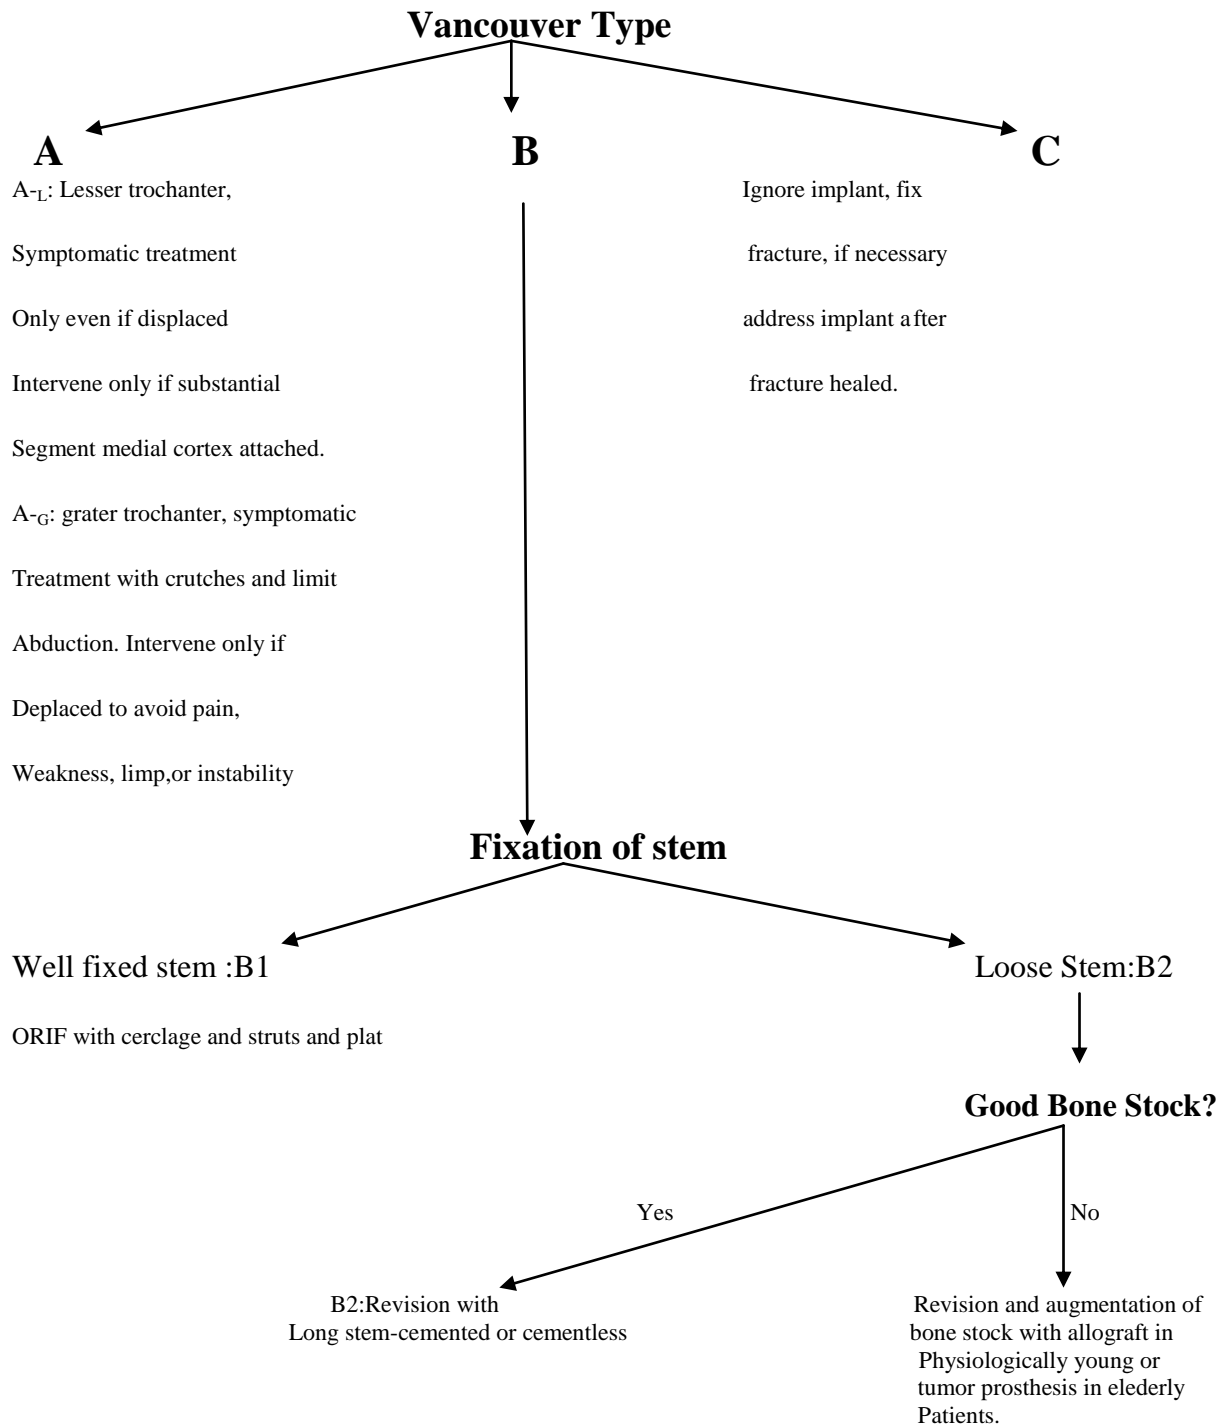 Vancouver Type
A
B
C
A-L: Lesser trochanter,
Symptomatic treatment
Only even if displaced
Intervene only if substantial
Segment medial cortex attached.
A-G: grater trochanter, symptomatic
Treatment with crutches and limit
Abduction. Intervene only if
Deplaced to avoid pain,
Weakness, limp,or instability
Ignore implant, fix
fracture, if necessary
address implant after
fracture healed.
Fixation of stem
Well fixed stem :B1
ORIF with cerclage and struts and plat
Loose Stem:B2
Good Bone Stock?
Yes
No
B2:Revision with
Long stem-cemented or cementless
Revision and augmentation of
bone stock with allograft in
Physiologically young or
tumor prosthesis in elederly
Patients.